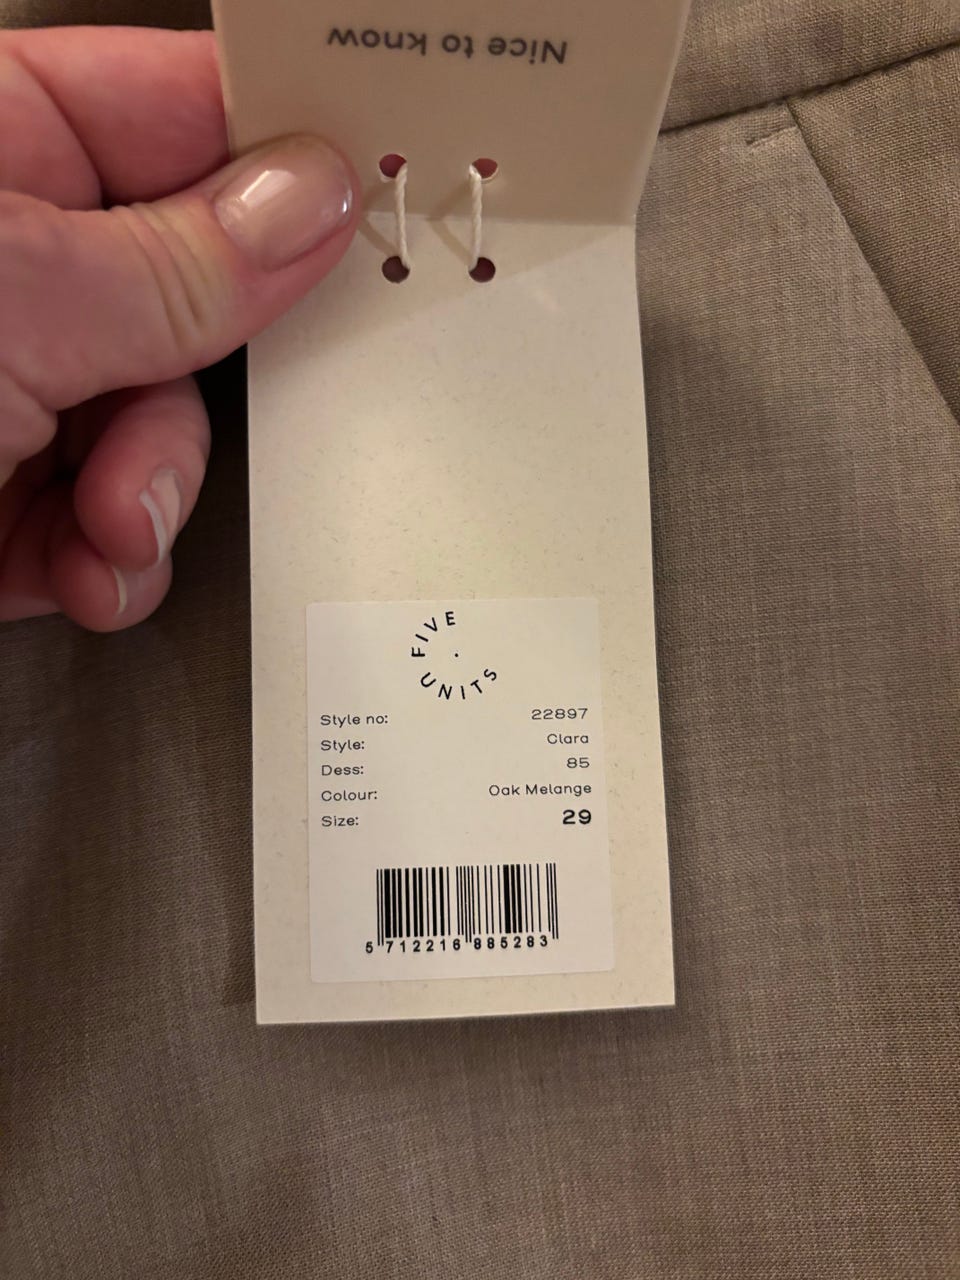 Nice to know
FIVE
UNITS
Style no: 22897
Style: Clara
Dess: 85
Colour: Oak Melange
Size: 29
5 712216 885283